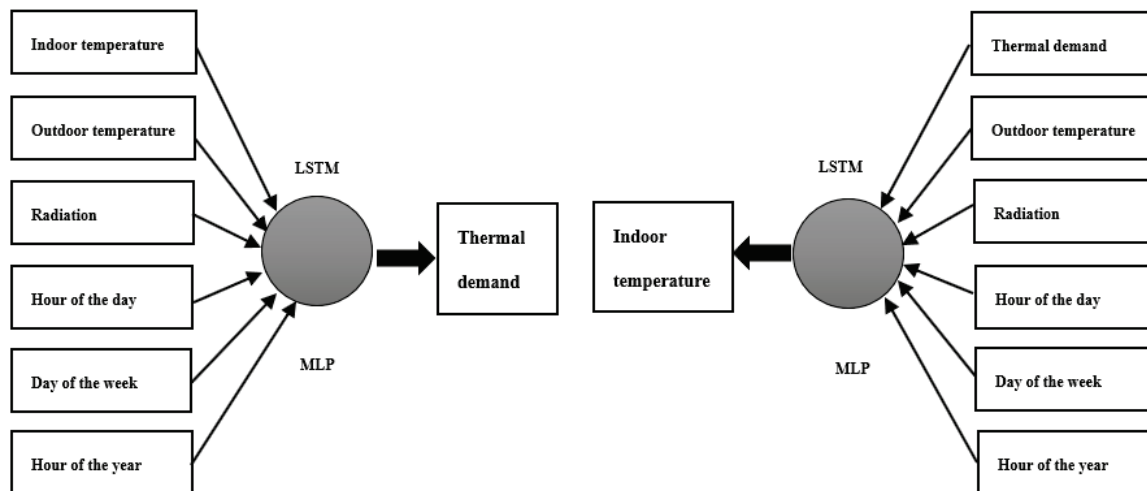 Indoor temperature
Outdoor temperature
Radiation
Hour of the day
Day of the week
Hour of the year
LSTM
MLP
Thermal
demand
Indoor
temperature
LSTM
MLP
Thermal demand
Outdoor temperature
Radiation
Hour of the day
Day of the week
Hour of the year